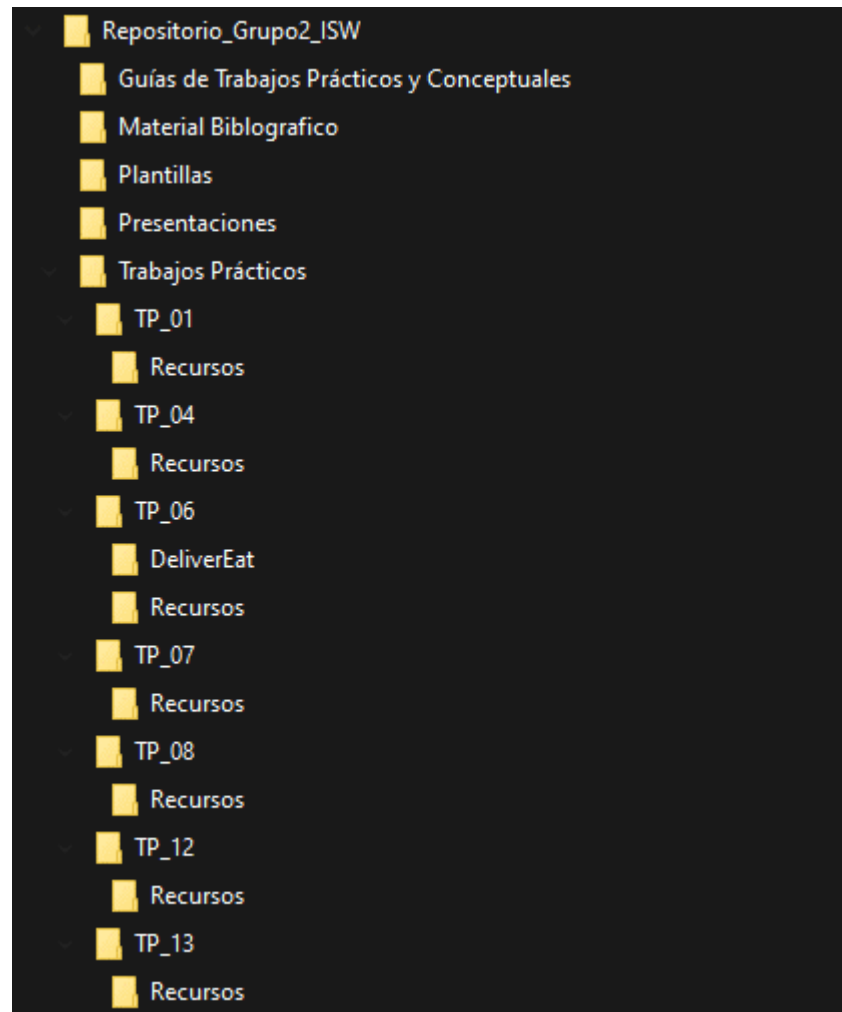 Repositorio_Grupo2_ISW
Guías de Trabajos Prácticos y Conceptuales
Material Biblografico
Plantillas
Presentaciones
Trabajos Prácticos
TP_01
Recursos
TP_04
Recursos
TP_06
DeliverEat
Recursos
TP_07
Recursos
TP_08
Recursos
TP_12
Recursos
TP_13
Recursos